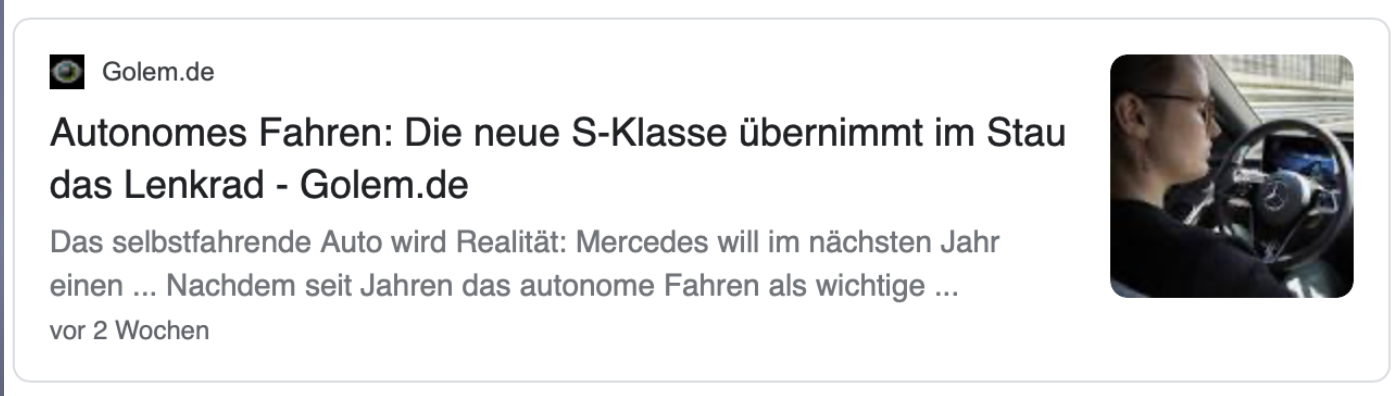 Golem.de
Autonomes Fahren: Die neue S-Klasse übernimmt im Stau
das Lenkrad - Golem.de
Das selbstfahrende Auto wird Realität: Mercedes will im nächsten Jahr
einen ... Nachdem seit Jahren das autonome Fahren als wichtige ...
vor 2 Wochen